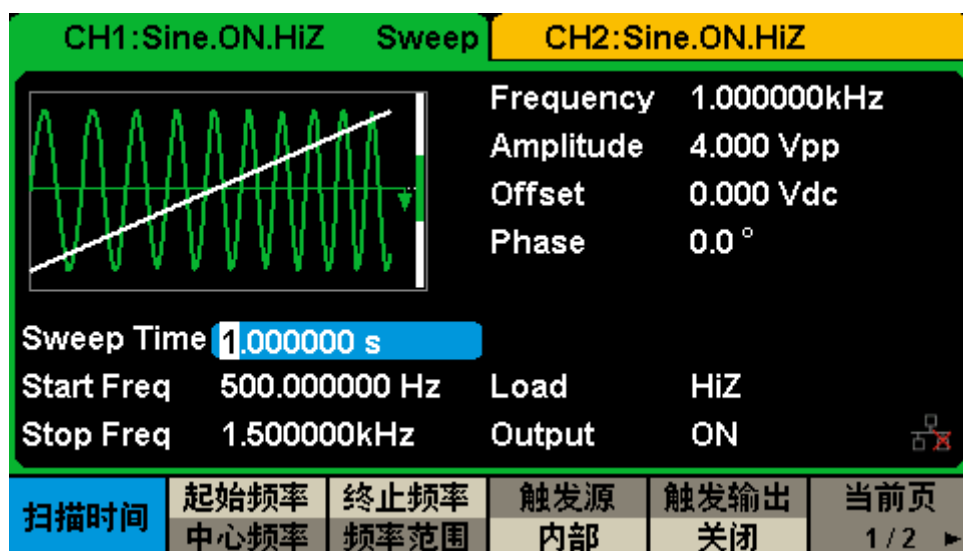 CH1:Sine.ON.HiZ Sweep CH2:Sine.ON.HiZ
Frequency 1.000000kHz
Amplitude 4.000 Vpp
Offset 0.000 Vdc
Phase 0.0 °
Sweep Time 1.000000 s
Start Freq 500.000000 Hz Load HiZ
Stop Freq 1.500000kHz Output ON
扫描时间 起始频率 终止频率 触发源 触发输出 当前页
中心频率 频率范围 内部 关闭 1/2 ►